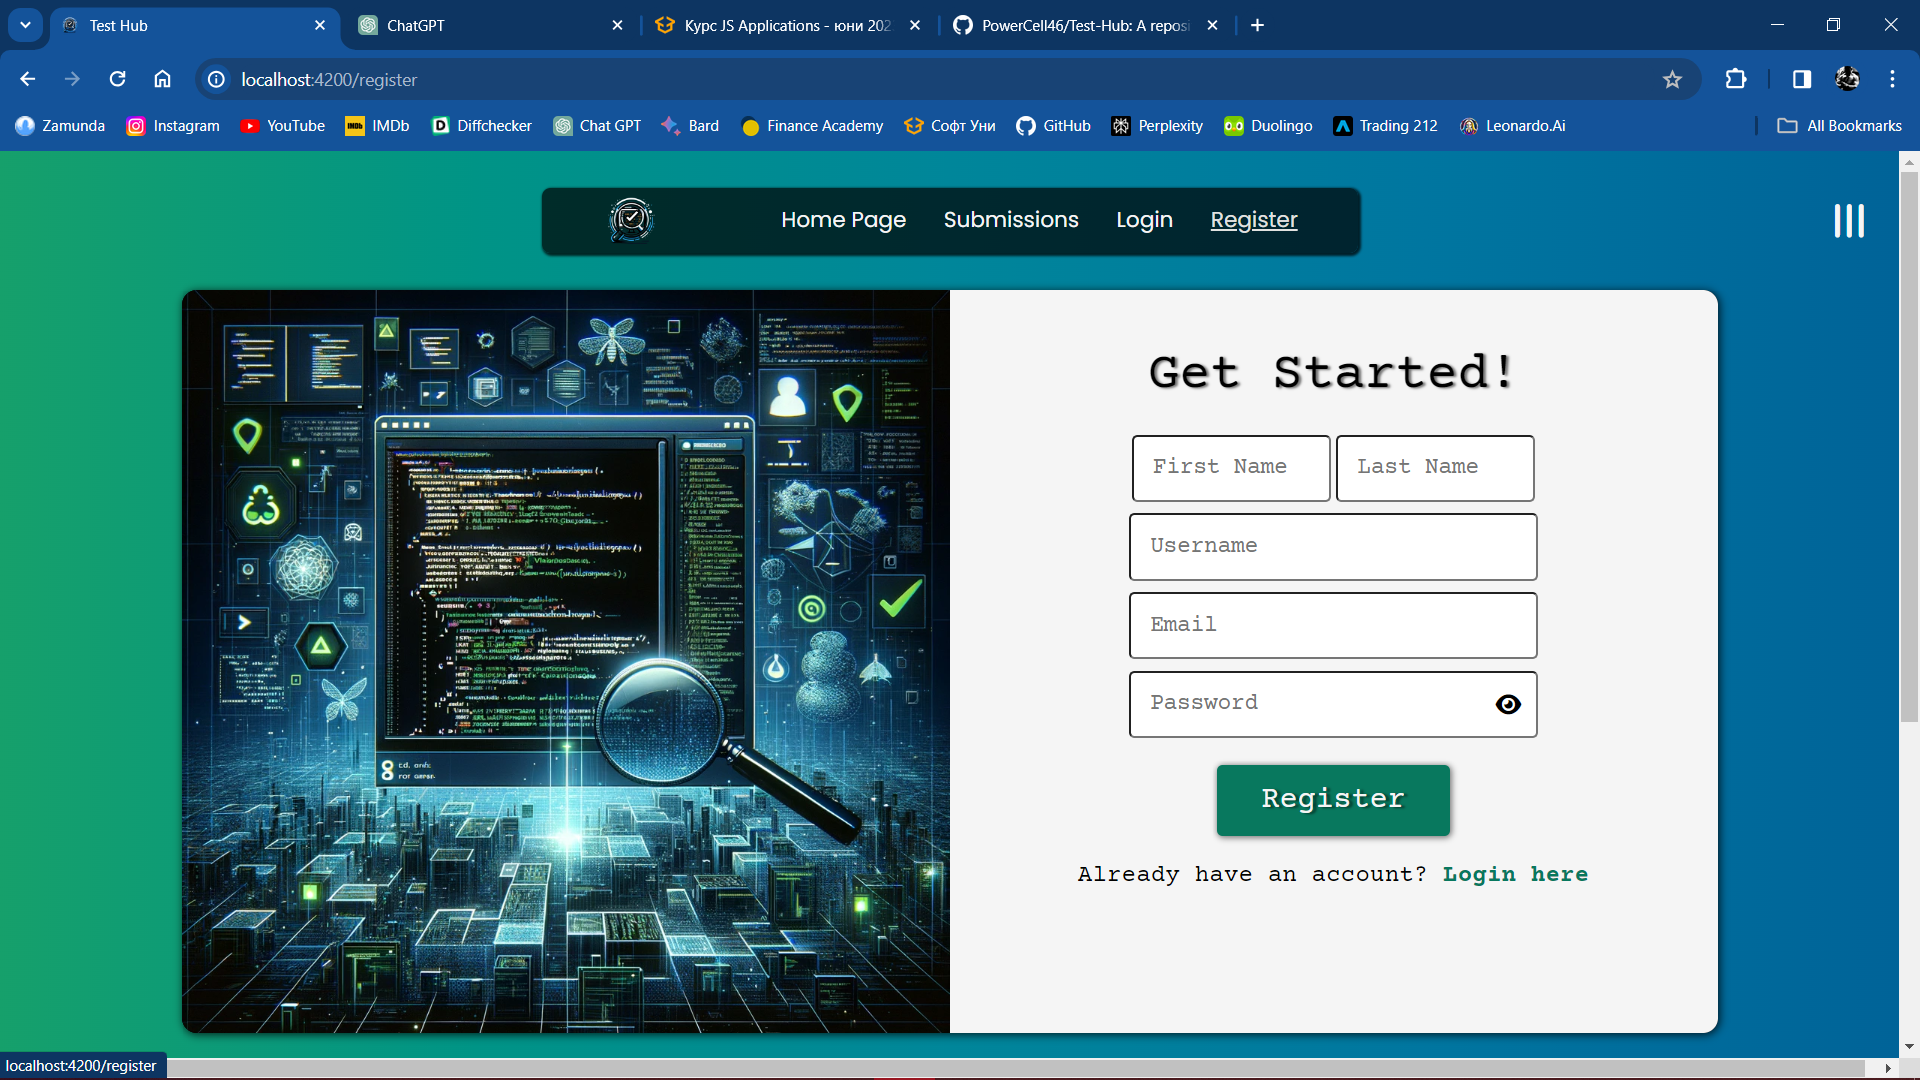 Test Hub
ChatGPT
Курс JS Applications - юни 202
PowerCell46/Test-Hub: A reposi
localhost:4200/register
Zamunda
Instagram
YouTube
IMDb
Diffchecker
Chat GPT
Bard
Finance Academy
Софт Уни
GitHub
Perplexity
Duolingo
Trading 212
Leonardo.Ai
All Bookmarks
Home Page
Submissions
Login
Register
Get Started!
First Name
Last Name
Username
Email
Password
Register
Already have an account? Login here
localhost:4200/register